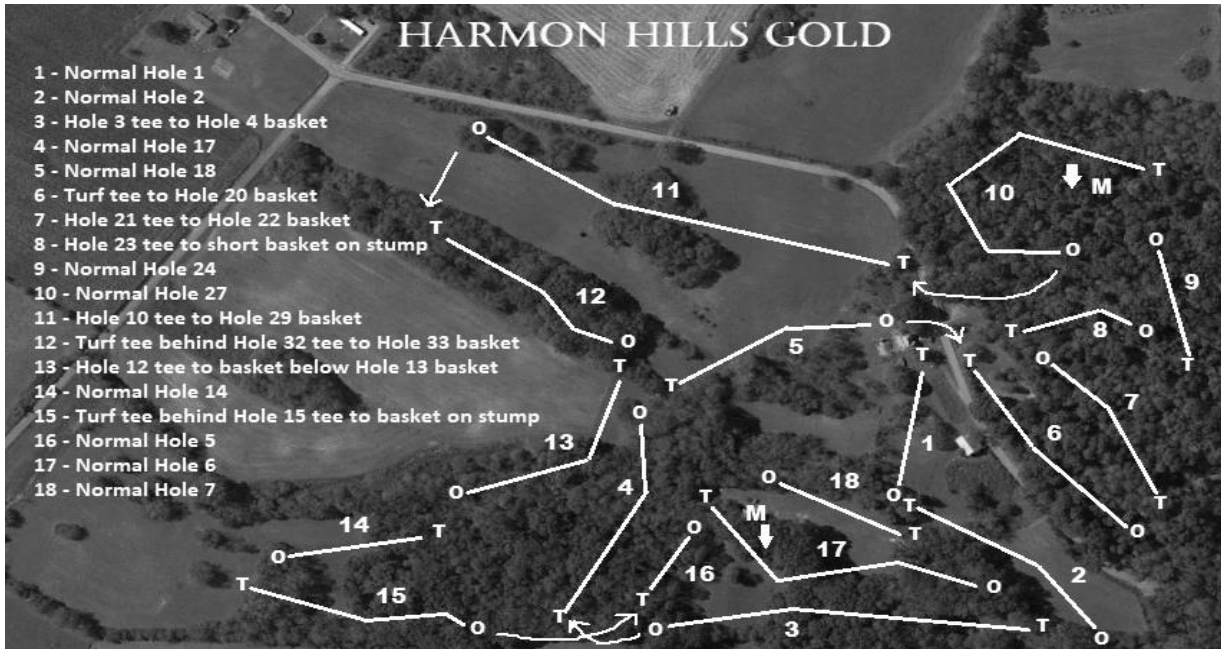 HARMON HILLS GOLD
1 - Normal Hole 1
2 - Normal Hole 2
3 - Hole 3 tee to Hole 4 basket
4 - Normal Hole 17
5 - Normal Hole 18
6 - Turf tee to Hole 20 basket
7 - Hole 21 tee to Hole 22 basket
8 - Hole 23 tee to short basket on stump
9 - Normal Hole 24
10 - Normal Hole 27
11 - Hole 10 tee to Hole 29 basket
12 - Turf tee behind Hole 32 tee to Hole 33 basket
13 - Hole 12 tee to basket below Hole 13 basket
14 - Normal Hole 14
15 - Turf tee behind Hole 15 tee to basket on stump
16 - Normal Hole 5
17 - Normal Hole 6
18 - Normal Hole 7
O
11
T
10
M
T
O
T
12
O
T
O
9
T
O
5
T
T
8
O
T
T
O
7
T
T
O
6
O
1
O
T
13
O
O
4
T
O
18
T
T
M
17
O
O
16
T
2
O
14
O
T
T
15
O
T
O
3
T